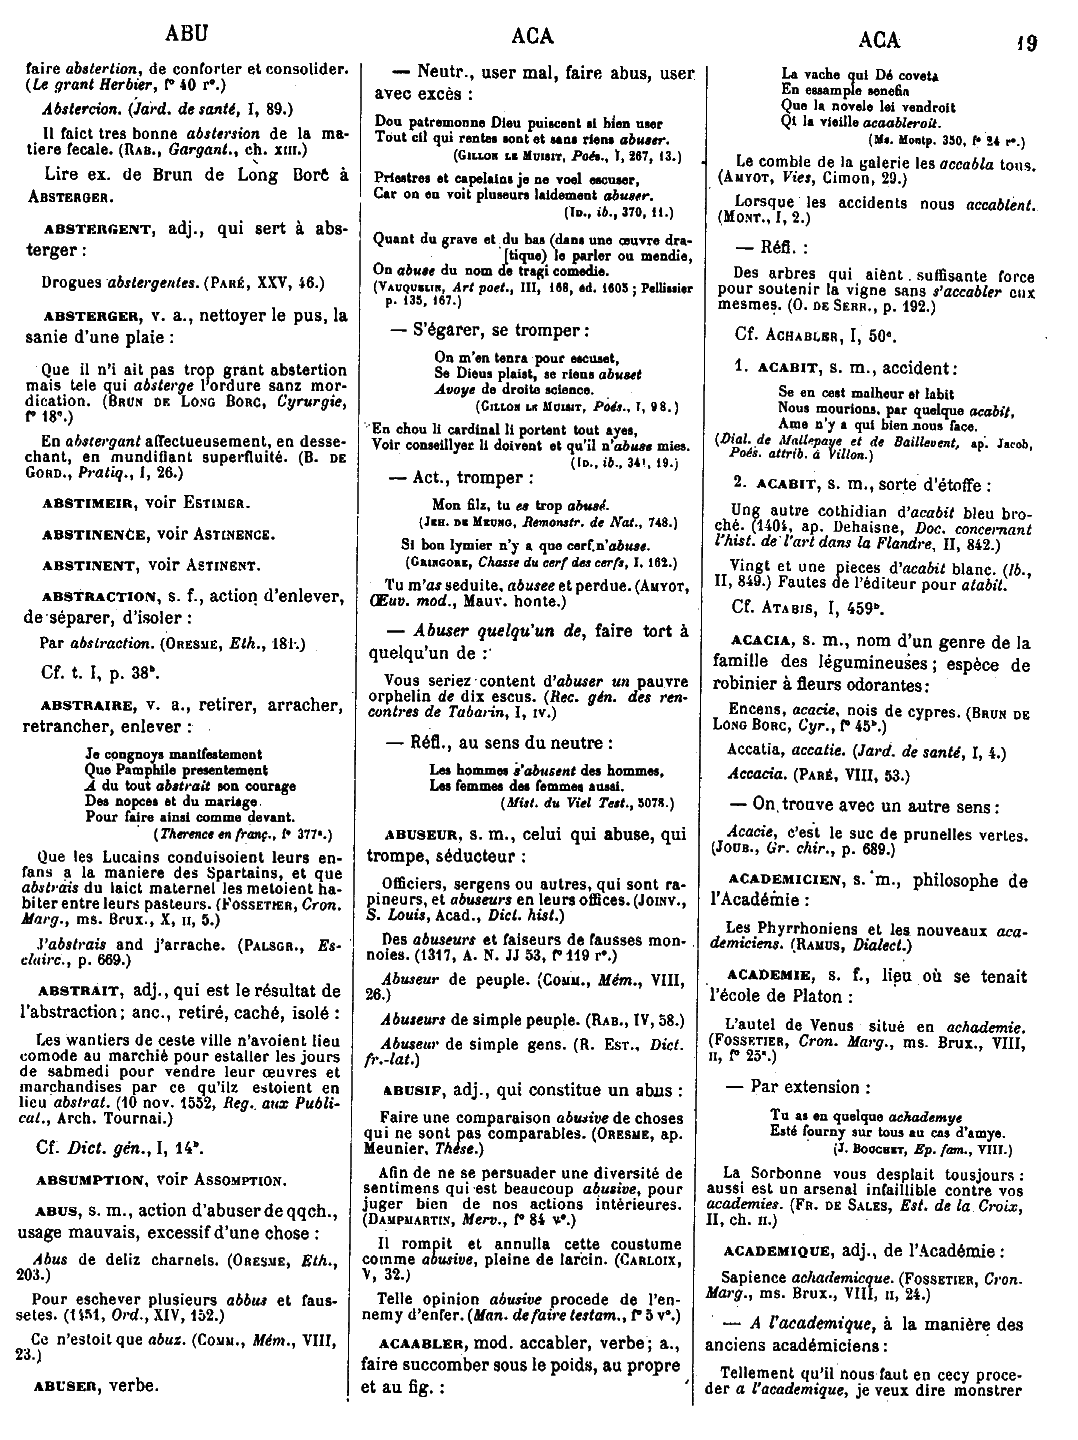 ABU
ACA
ACA
19
faire abstertion, de conforter et consolider.
(Le grant Herbier, f° 40 r°.)
Abstercion. (Jard. de santé, I, 89.)
Il faict tres bonne abstersion de la ma-
tiere fecale. (RAB., Gargant., ch. XIII.)
Lire ex. de Brun de Long Borc à
ABSTERGER.
ABSTERGENT, adj., qui sert à abs-
terger :
Drogues abstergentes. (PARÉ, XXV, 46.)
ABSTERGER, v. a., nettoyer le pus, la
sanie d'une plaie :
Que il n'i ait pas trop grant abstertion
mais tele qui absterge l'ordure sanz mor-
dication. (BRUN DE LONG BORC, Cyrurgie,
f° 18ᵃ.)
En abstergant affectueusement, en desse-
chant, en mundifiant superfluité. (B. DE
GORD., Pratiq., I, 26.)
ABSTIMEIR, voir ESTIMER.
ABSTINENCE, voir ASTINENCE.
ABSTINENT, voir ASTINENT.
ABSTRACTION, s. f., action d'enlever,
de séparer, d'isoler :
Par abstraction. (ORESME, Eth., 181.)
Cf. t. I, p. 38ᵇ.
ABSTRAIRE, v. a., retirer, arracher,
retrancher, enlever :
Je congnoys manifestement
Que Pamphile presentement
A du tout abstrait son courage
Des nopces et du mariage.
Pour faire ainsi comme devant.
(Therence en franç., f° 377ᵃ.)
Que les Lucains conduisoient leurs en-
fans a la maniere des Spartains, et que
abstrais du laict maternel les metoient ha-
biter entre leurs pasteurs. (FOSSETIER, Cron.
Marg., ms. Brux., X, II, 5.)
J'abstrais and j'arrache. (PALSGR., Es-
clairc., p. 669.)
ABSTRAIT, adj., qui est le résultat de
l'abstraction ; anc., retiré, caché, isolé :
Les wantiers de ceste ville n'avoient lieu
comode au marchié pour estaller les jours
de sabmedi pour vendre leur œuvres et
marchandises par ce qu'ilz estoient en
lieu abstrat. (10 nov. 1552, Reg. aux Publi-
cat., Arch. Tournai.)
Cf. Dict. gén., I, 14ᵇ.
ABSUMPTION, voir ASSOMPTION.
ABUS, s. m., action d'abuser de qqch.,
usage mauvais, excessif d'une chose :
Abus de deliz charnels. (ORESME, Eth.,
203.)
Pour eschever plusieurs abbus et faus-
setes. (1451, Ord., XIV, 152.)
Ce n'estoit que abuz. (COMM., Mém., VIII,
23.)
ABUSER, verbe.
— Neutr., user mal, faire abus, user
avec excès :
Dou patremonne Dieu puiscent si bien user
Tout cil qui rentes sont et sans riens abuser.
(GILLON LE MUISIT, Poés., I, 267, 13.)
Priestres et capelains je ne voel escuser,
Car on en voit pluseurs laidement abuser.
(ID., ib., 370, 11.)
Quant du grave et du bas (dans une œuvre dra-
[tique) le parler ou mendie,
On abuse du nom de tragi comedie.
(VAUQUELIN, Art poet., III, 168, éd. 1605 ; Pellissier
p. 135, 167.)
— S'égarer, se tromper :
On m'en tenra pour escuset,
Se Dieus plaist, se riens abuset
Avoye de droite science.
(GILLON LE MUISIT, Poés., I, 98.)
En chou li cardinal li portent tout ayes,
Voir conseillyer li doivent et qu'il n'abuse mies.
(ID., ib., 341, 19.)
— Act., tromper :
Mon filz, tu es trop abusé.
(JEH. DE MEUNG, Remonstr. de Nat., 748.)
Si bon lymier n'y a que cerf n'abuse.
(GRINGORE, Chasse du cerf des cerfs, I, 162.)
Tu m'as seduite, abusee et perdue. (AMYOT,
Œuv. mod., Mauv. honte.)
— Abuser quelqu'un de, faire tort à
quelqu'un de :
Vous seriez content d'abuser un pauvre
orphelin de dix escus. (Rec. gén. des ren-
contres de Tabarin, I, IV.)
— Réfl., au sens du neutre :
Les hommes s'abusent des hommes,
Les femmes des femmes aussi.
(Mist. du Viel Test., 5078.)
ABUSEUR, s. m., celui qui abuse, qui
trompe, séducteur :
Officiers, sergens ou autres, qui sont ra-
pineurs, et abuseurs en leurs offices. (JOINV.,
S. Louis, Acad., Dict. hist.)
Des abuseurs et faiseurs de fausses mon-
noies. (1317, A. N. JJ 53, f° 119 r°.)
Abuseur de peuple. (COMM., Mém., VIII,
26.)
Abuseurs de simple peuple. (RAB., IV, 58.)
Abuseur de simple gens. (R. EST., Dict.
fr.-lat.)
ABUSIF, adj., qui constitue un abus :
Faire une comparaison abusive de choses
qui ne sont pas comparables. (ORESME, ap.
Meunier, Thèse.)
Afin de ne se persuader une diversité de
sentimens qui est beaucoup abusive, pour
juger bien de nos actions intérieures.
(DAMPMARTIN, Merv., f° 84 v°.)
Il rompit et annulla cette coustume
comme abusive, pleine de larcin. (CARLOIX,
V, 32.)
Telle opinion abusive procede de l'en-
nemy d'enfer. (Man. de faire testam., f° 5 v°.)
ACAABLER, mod. accabler, verbe ; a.,
faire succomber sous le poids, au propre
et au fig. :
La vache qui Dé coveta
En essample senefia
Que la novele lei vendroit
Qi la vieille acaableroit.
(Ms. Montp. 350, f° 24 r°.)
Le comble de la galerie les accabla tous.
(AMYOT, Vies, Cimon, 29.)
Lorsque les accidents nous accablent.
(MONT., I, 2.)
— Réfl. :
Des arbres qui aiènt suffisante force
pour soutenir la vigne sans s'accabler eux
mesmes. (O. DE SERR., p. 192.)
Cf. ACHABLER, I, 50ᵃ.
1. ACABIT, s. m., accident :
Se en cest malheur et labit
Nous mourions, par quelque acabit,
Ame n'y a qui bien nous face.
(Dial. de Mallepaye et de Baillevent, ap. Jacob,
Poés. attrib. à Villon.)
2. ACABIT, s. m., sorte d'étoffe :
Ung autre cothidian d'acabit bleu bro-
ché. (1404, ap. Dehaisne, Doc. concernant
l'hist. de l'art dans la Flandre, II, 842.)
Vingt et une pieces d'acabit blanc. (Ib.,
II, 849.) Fautes de l'éditeur pour atabit.
Cf. ATABIS, I, 459ᵇ.
ACACIA, s. m., nom d'un genre de la
famille des légumineuses ; espèce de
robinier à fleurs odorantes :
Encens, acacie, nois de cypres. (BRUN DE
LONG BORC, Cyr., f° 45ᵇ.)
Accatia, accatie. (Jard. de santé, I, 4.)
Accacia. (PARÉ, VIII, 53.)
— On trouve avec un autre sens :
Acacie, c'est le suc de prunelles vertes.
(JOUB., Gr. chir., p. 689.)
ACADEMICIEN, s. m., philosophe de
l'Académie :
Les Phyrrhoniens et les nouveaux aca-
demiciens. (RAMUS, Dialect.)
ACADEMIE, s. f., lieu où se tenait
l'école de Platon :
L'autel de Venus situé en achademie.
(FOSSETIER, Cron. Marg., ms. Brux., VIII,
II, f° 25ᵃ.)
— Par extension :
Tu as en quelque achademye
Esté fourny sur tous au cas d'amye.
(J. BOUCHET, Ep. fam., VIII.)
La Sorbonne vous desplait tousjours :
aussi est un arsenal infaillible contre vos
academies. (FR. DE SALES, Est. de la Croix,
II, ch. II.)
ACADEMIQUE, adj., de l'Académie :
Sapience achademicque. (FOSSETIER, Cron.
Marg., ms. Brux., VIII, II, 24.)
— A l'academique, à la manière des
anciens académiciens :
Tellement qu'il nous faut en cecy proce-
der a l'academique, je veux dire monstrer